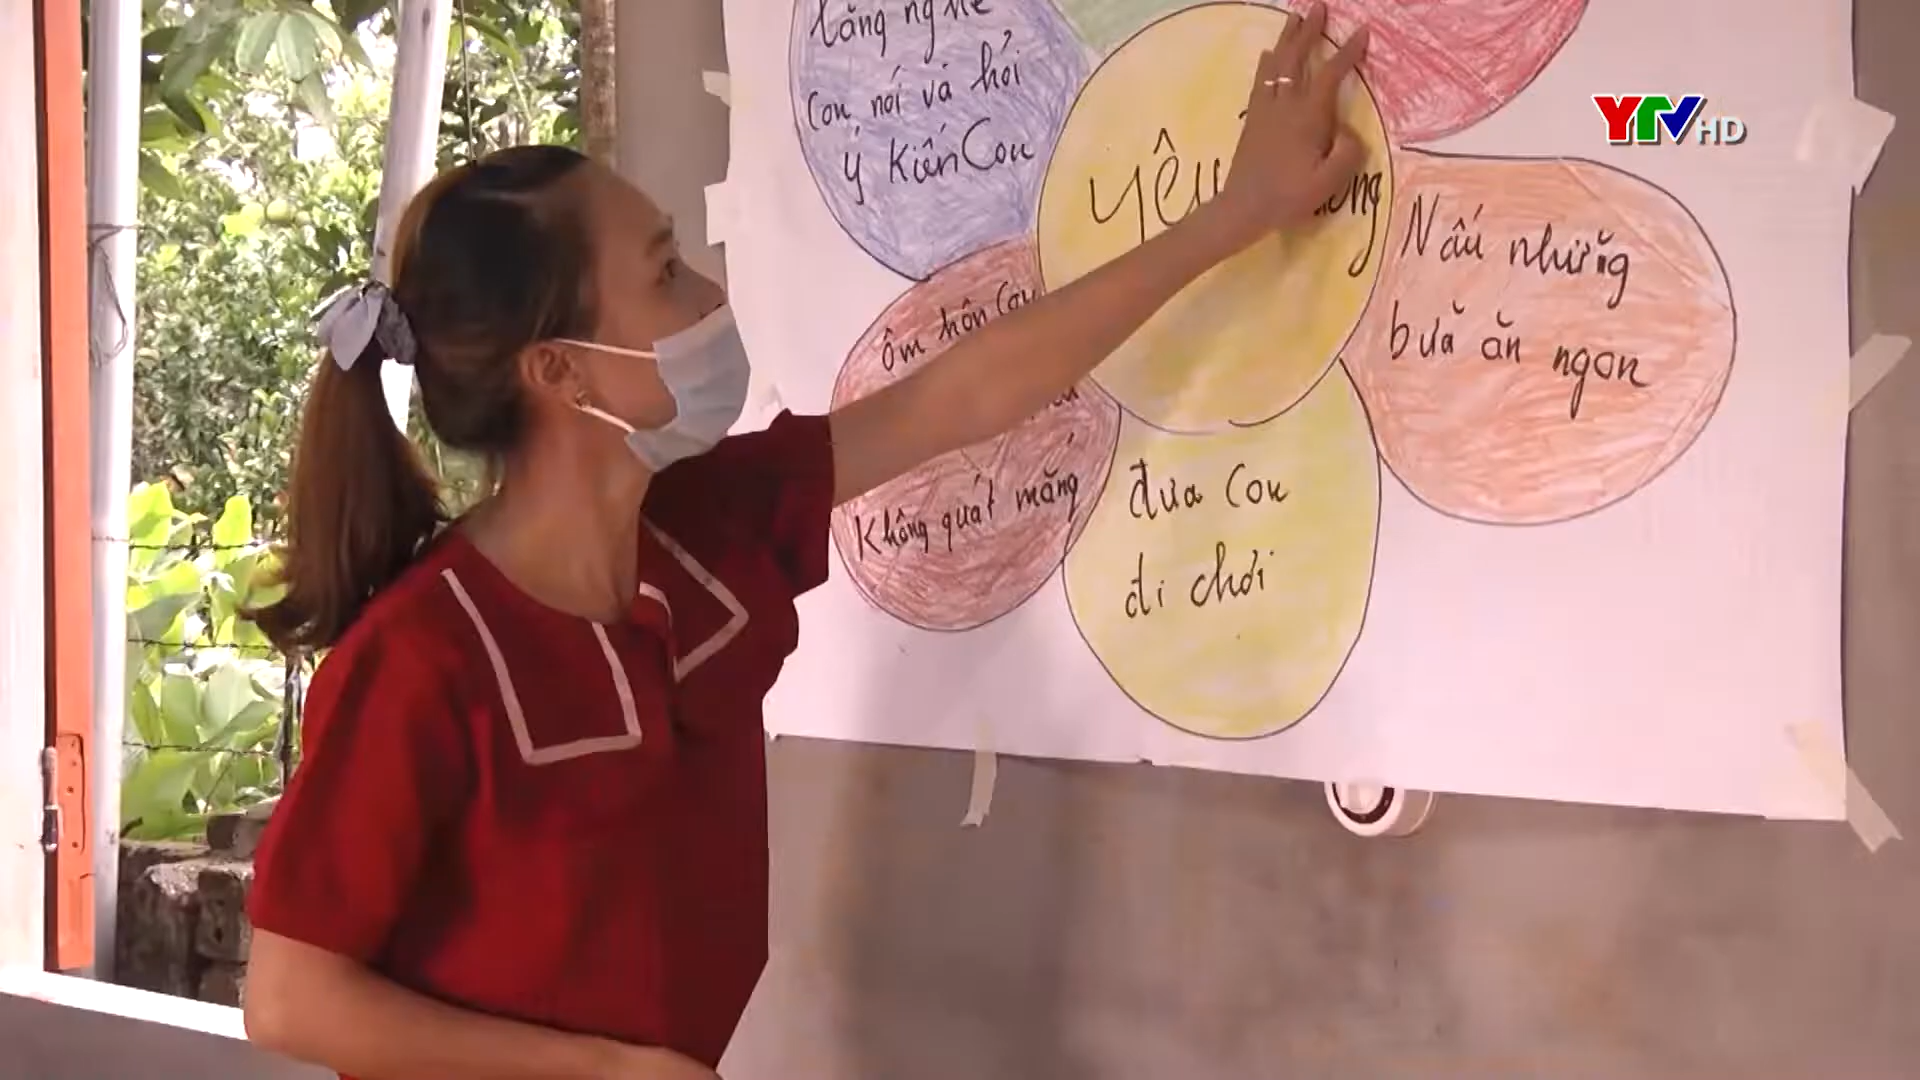 lắng nghe
Con nói và hỏi
ý kiến Con
Yêu
Nấu những
bữa ăn ngon
ôm hôn Con
Không quát mắng
đưa Con
đi chơi
YTV HD